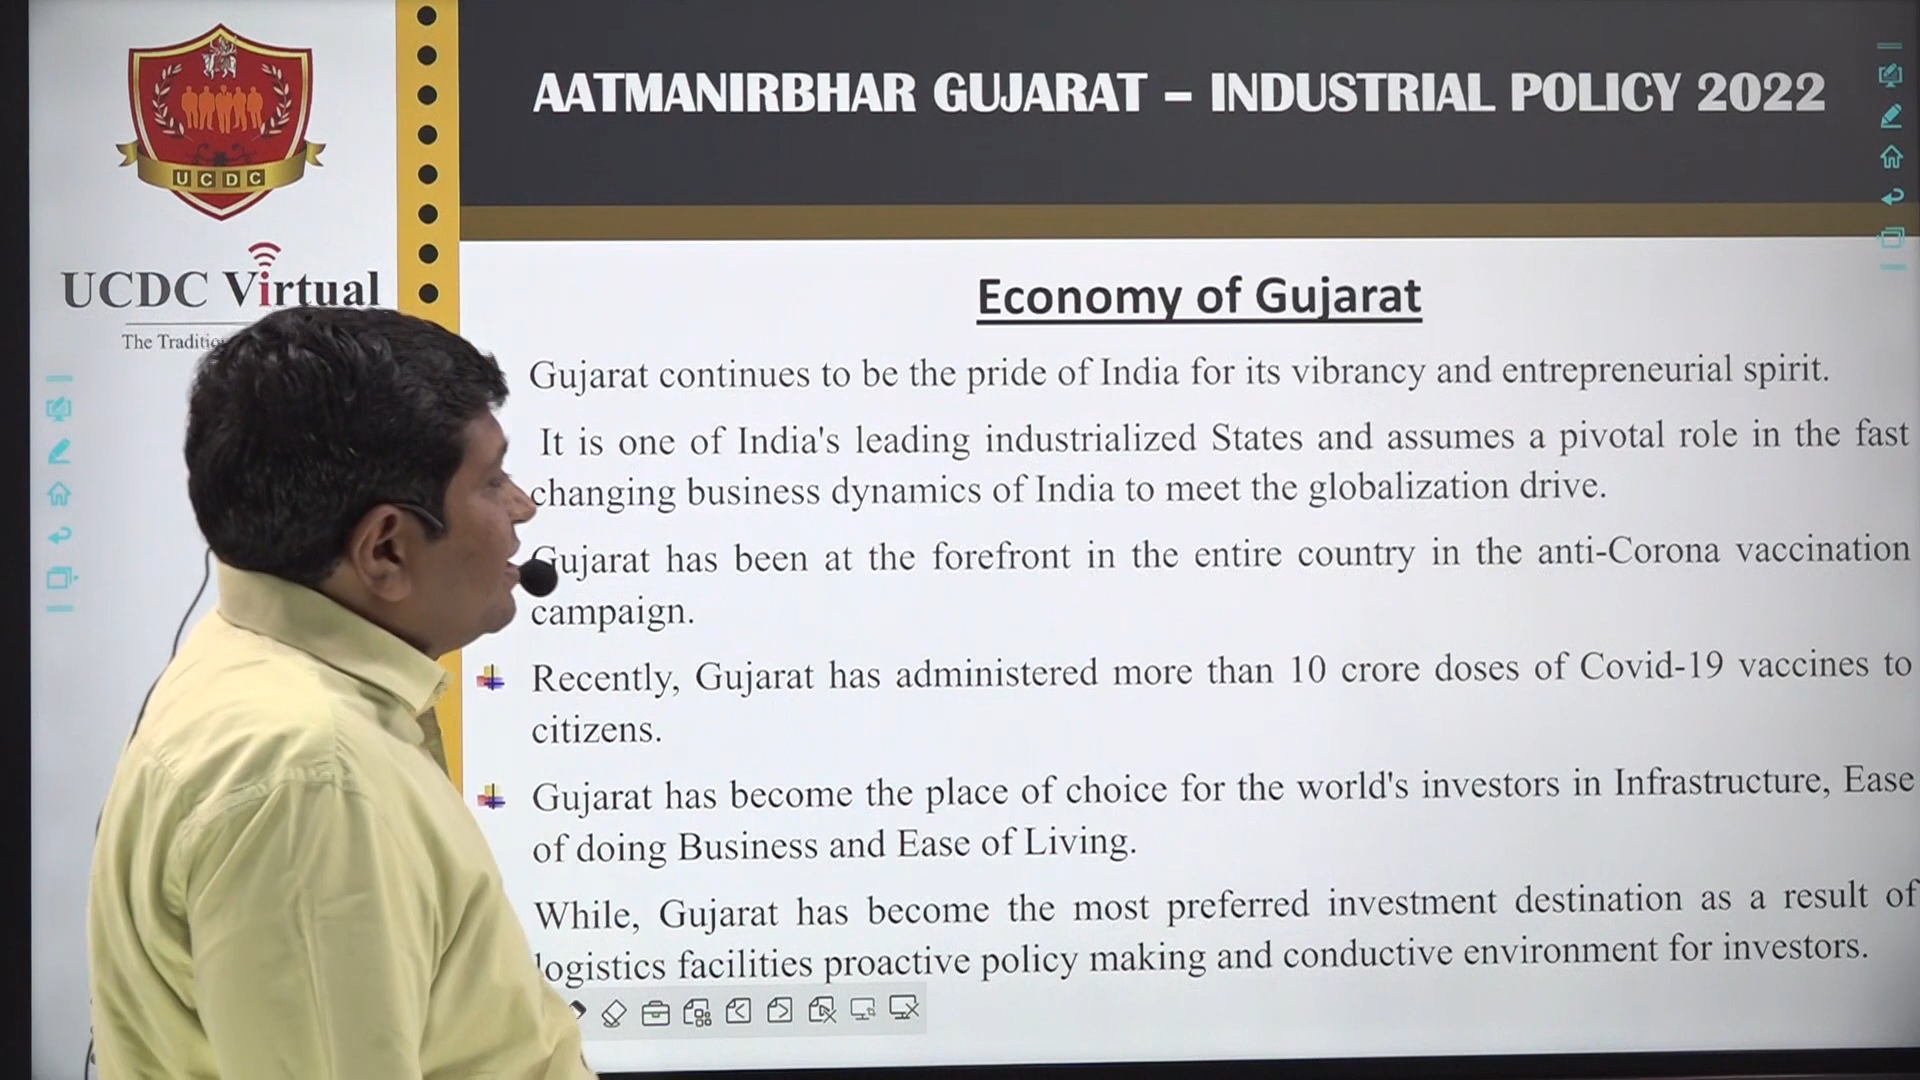 UCDC
UCDC Virtual
The
AATMANIRBHAR GUJARAT – INDUSTRIAL POLICY 2022
Economy of Gujarat
Gujarat continues to be the pride of India for its vibrancy and entrepreneurial spirit.
It is one of India's leading industrialized States and assumes a pivotal role in the fast
changing business dynamics of India to meet the globalization drive.
Gujarat has been at the forefront in the entire country in the anti-Corona vaccination
campaign.
Recently, Gujarat has administered more than 10 crore doses of Covid-19 vaccines to
citizens.
Gujarat has become the place of choice for the world's investors in Infrastructure, Ease
of doing Business and Ease of Living.
While, Gujarat has become the most preferred investment destination as a result of
logistics facilities proactive policy making and conductive environment for investors.